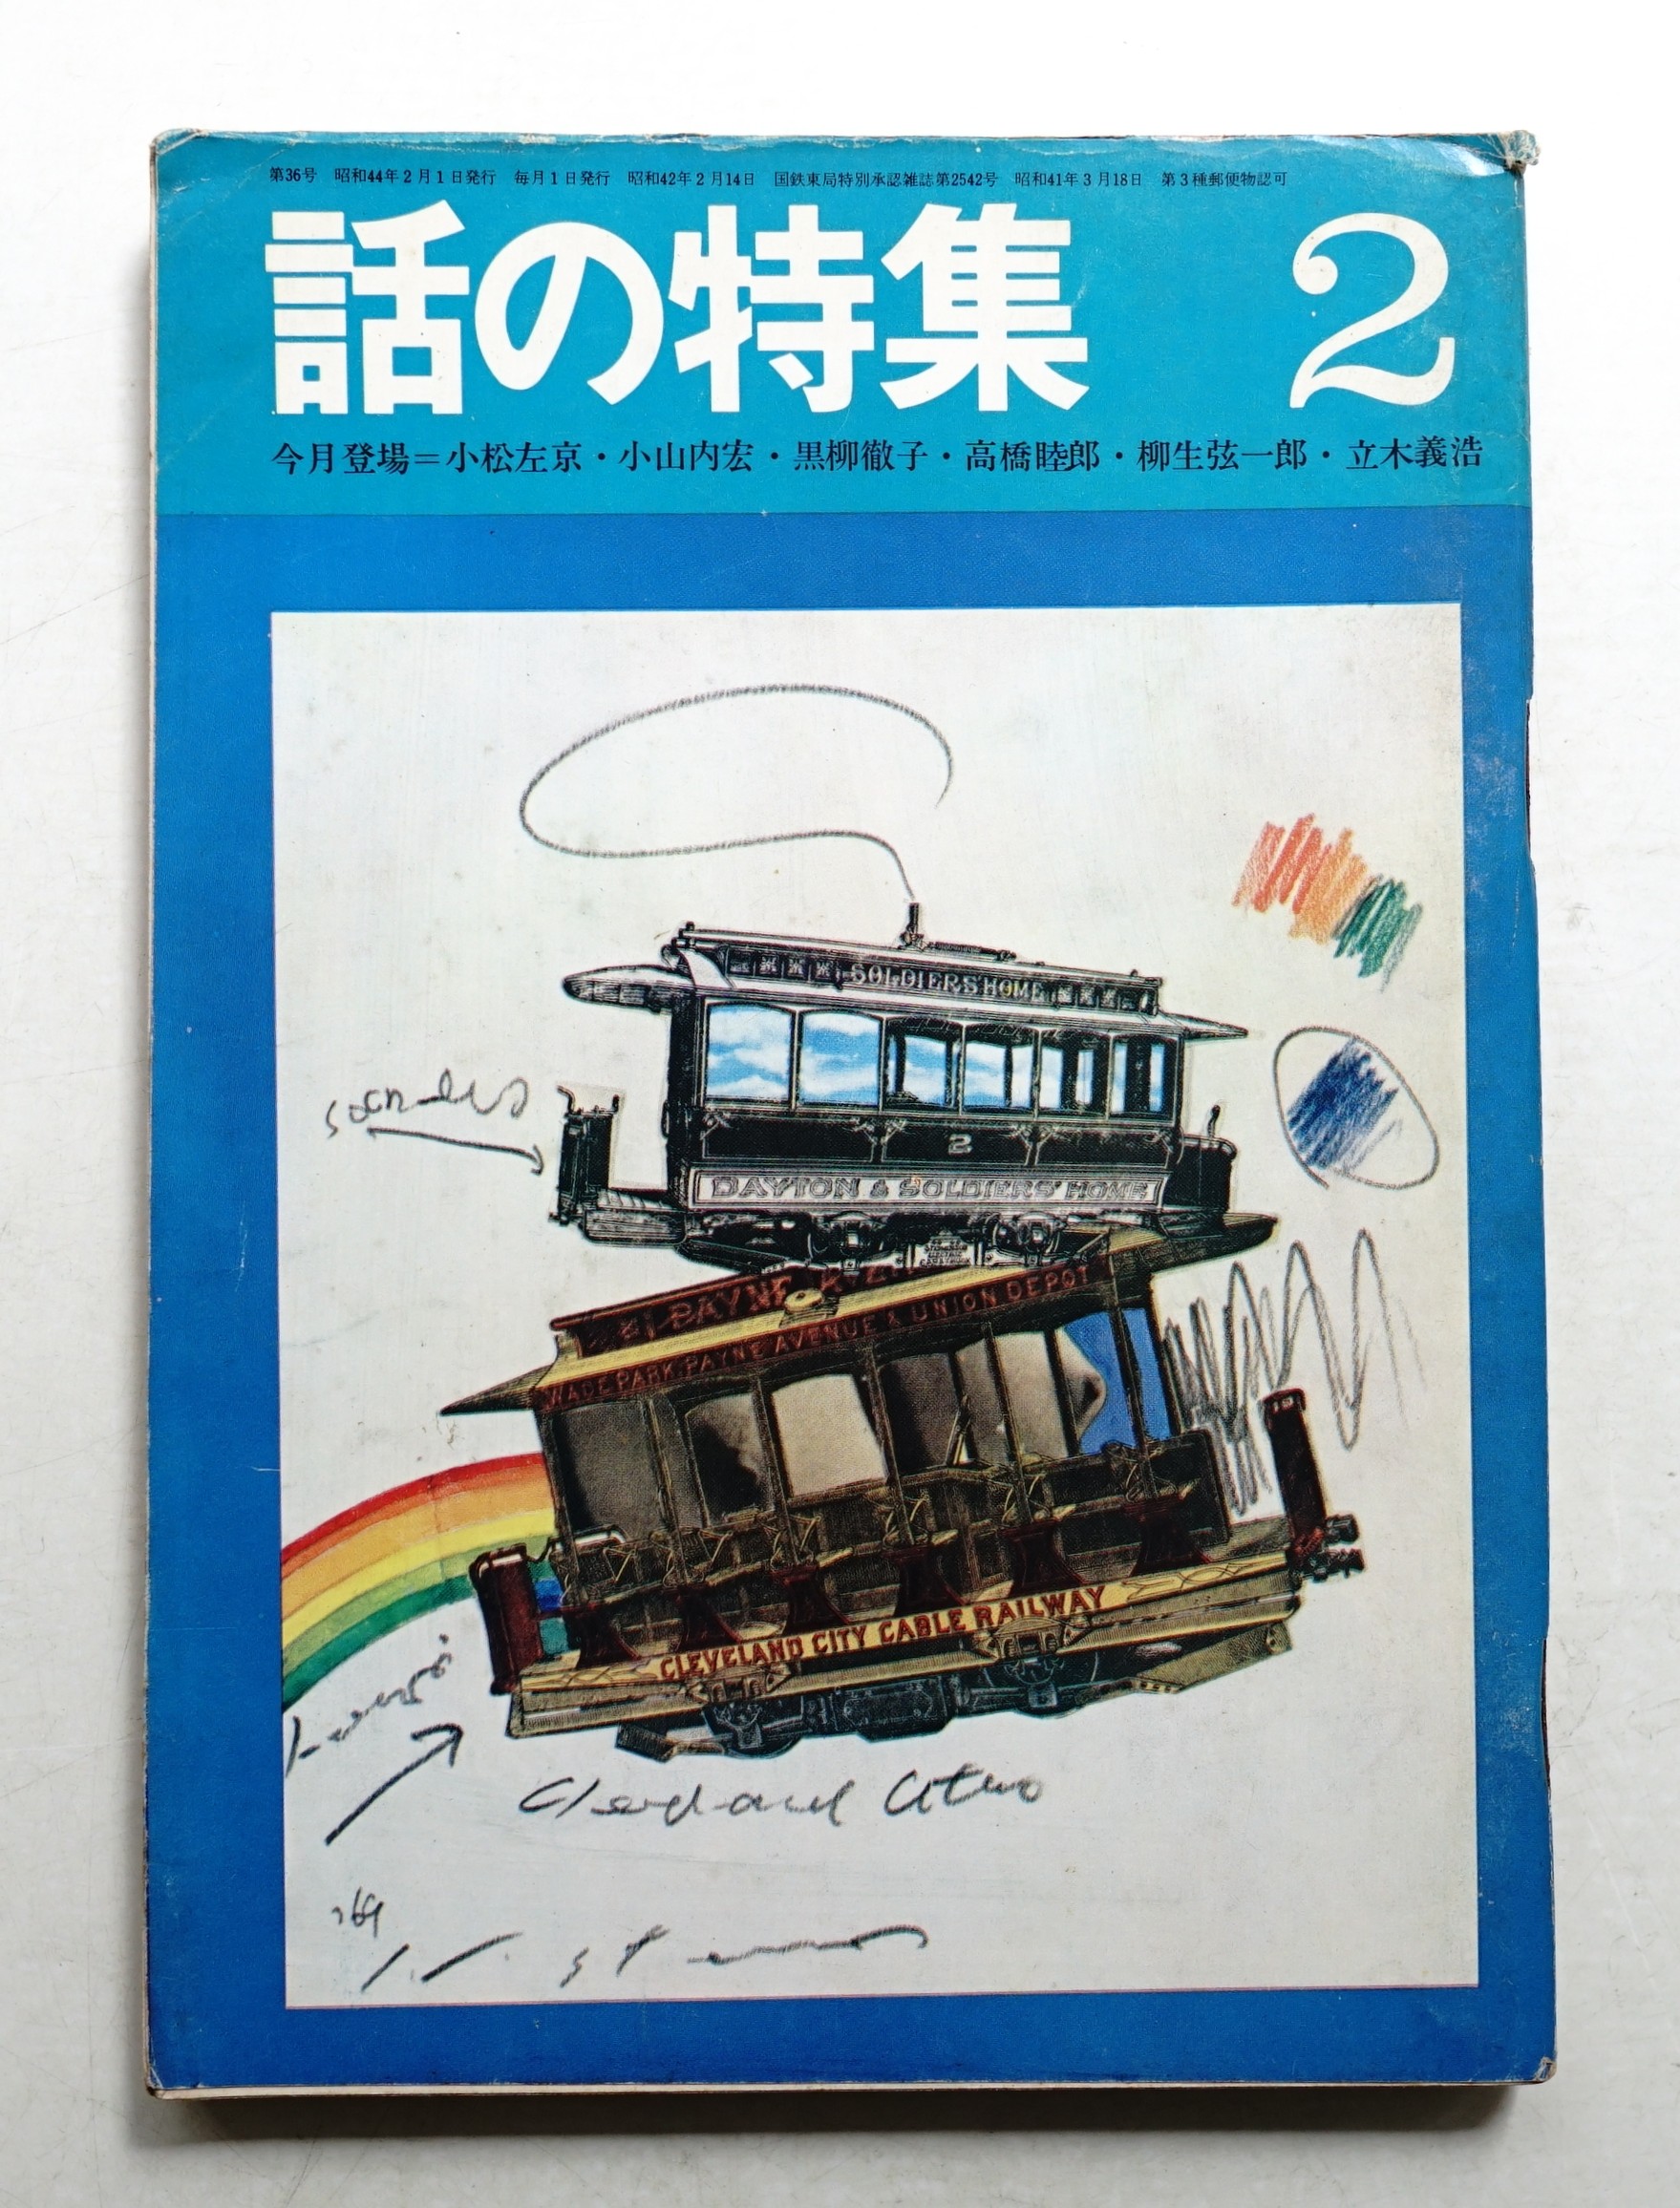 第36号 昭和44年2月1日発行 毎月1日発行 昭和42年2月14日 国鉄東局特別承認雑誌第2542号 昭和41年3月18日 第3種郵便物認可
話の特集 2
今月登場＝小松左京・小山内宏・黒柳徹子・高橋睦郎・柳生弦一郎・立木義浩
SOLDIERS HOME
2
DAYTON & SOLDIERS' HOME
WADE PARK, PAYNE AVENUE & UNION DEPOT
CLEVELAND CITY CABLE RAILWAY
'69